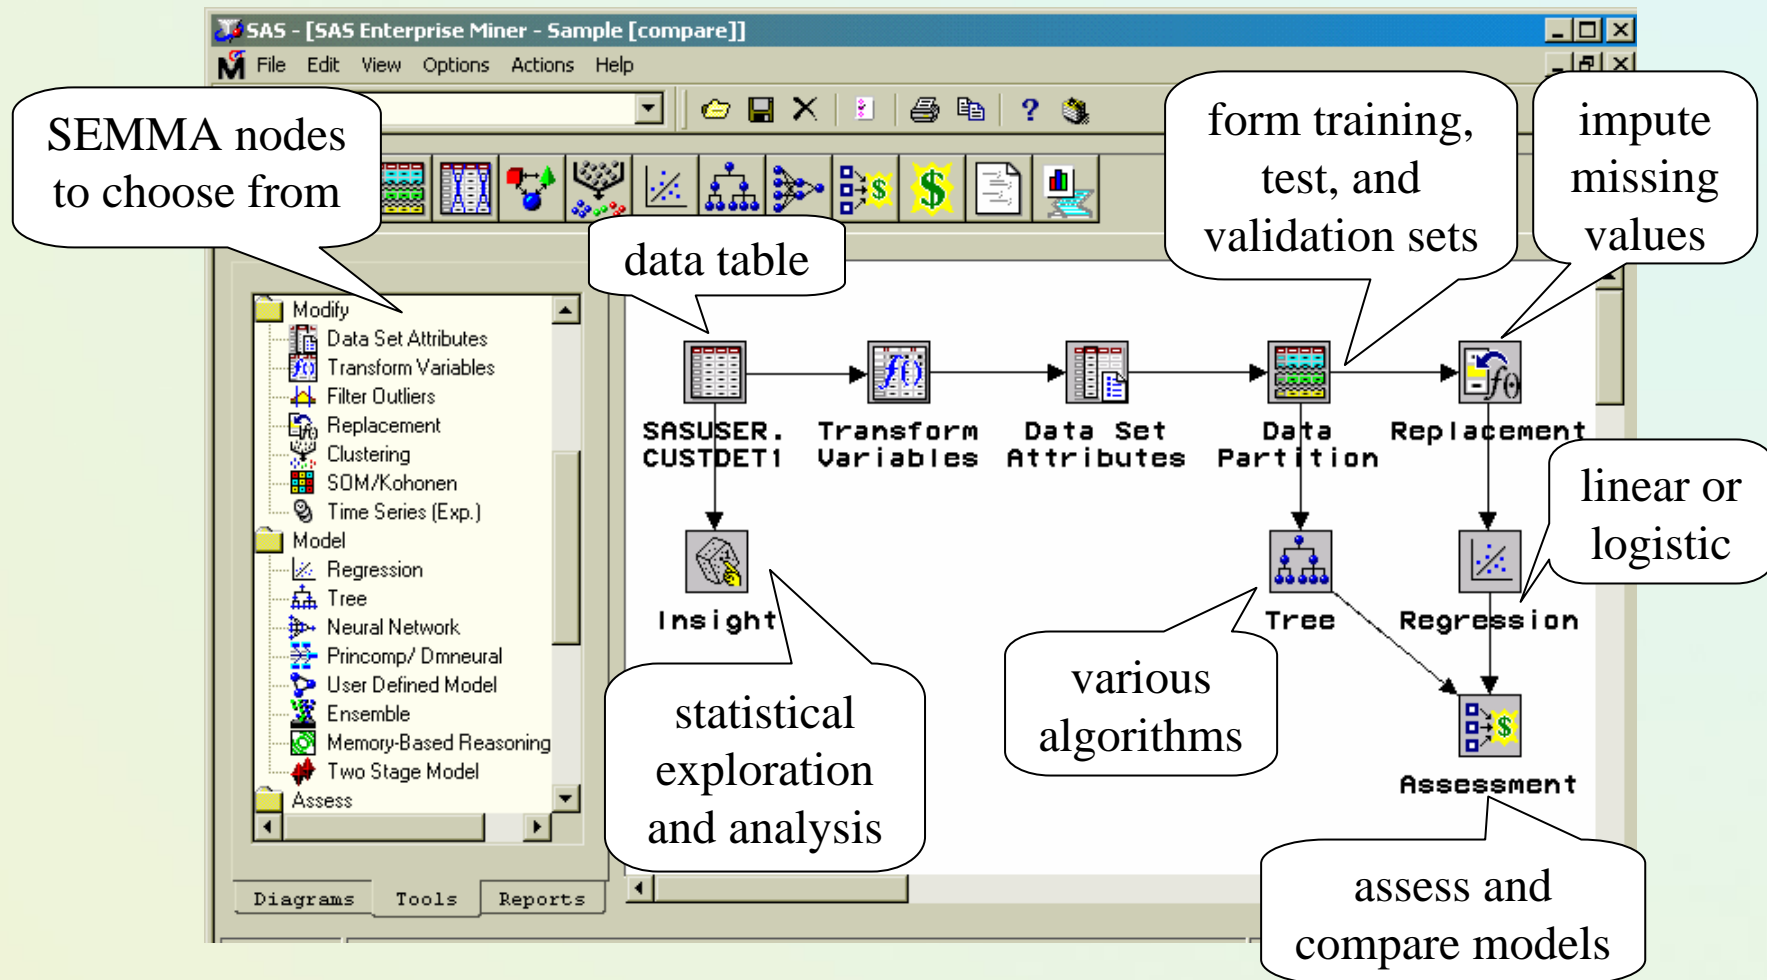 SAS - [SAS Enterprise Miner - Sample [compare]]
File Edit View Options Actions Help
SEMMA nodes
to choose from
form training,
test, and
validation sets
impute
missing
values
data table
Modify
Data Set Attributes
Transform Variables
Filter Outliers
Replacement
Clustering
SOM/Kohonen
Time Series (Exp.)
Model
Regression
Tree
Neural Network
Princomp/ Dmneural
User Defined Model
Ensemble
Memory-Based Reasoning
Two Stage Model
Assess
Diagrams Tools Reports
SASUSER.
CUSTDET1
Transform
Variables
Data Set
Attributes
Data
Partition
Replacement
linear or
logistic
Insight
Tree
Regression
statistical
exploration
and analysis
various
algorithms
Assessment
assess and
compare models